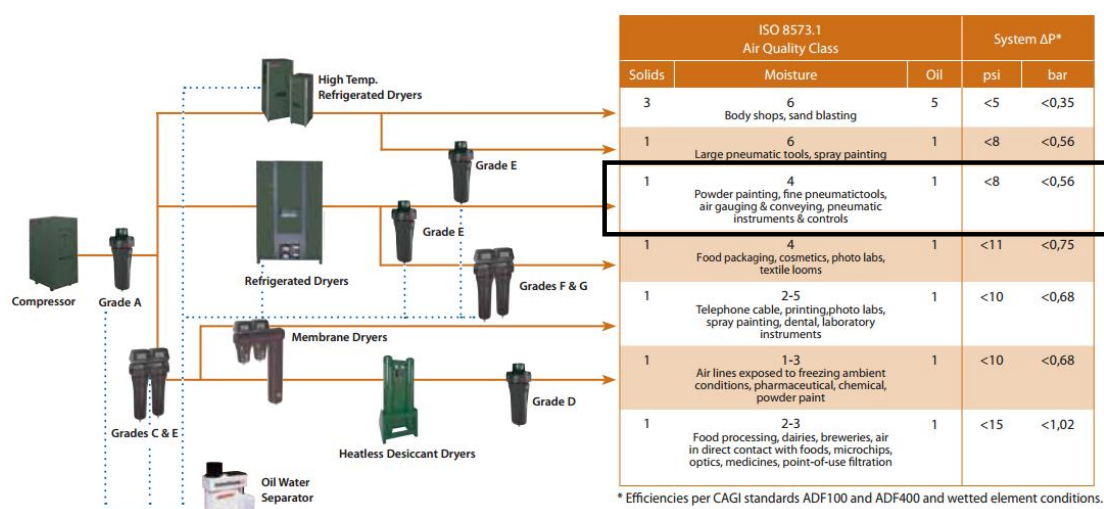 High Temp.
Refrigerated Dryers
Grade E
Compressor
Grade A
Refrigerated Dryers
Grade E
Grades F & G
Membrane Dryers
Grades C & E
Heatless Desiccant Dryers
Grade D
Oil Water
Separator
ISO 8573.1
Air Quality Class
System ΔP*
Solids Moisture Oil psi bar
3 6 5 <5 <0,35
Body shops, sand blasting
1 6 1 <8 <0,56
Large pneumatic tools, spray painting
1 4 1 <8 <0,56
Powder painting, fine pneumatictools,
air gauging & conveying, pneumatic
instruments & controls
1 4 1 <11 <0,75
Food packaging, cosmetics, photo labs,
textile looms
1 2-5 1 <10 <0,68
Telephone cable, printing,photo labs,
spray painting, dental, laboratory
instruments
1 1-3 1 <10 <0,68
Air lines exposed to freezing ambient
conditions, pharmaceutical, chemical,
powder paint
1 2-3 1 <15 <1,02
Food processing, dairies, breweries, air
in direct contact with foods, microchips,
optics, medicines, point-of-use filtration
* Efficiencies per CAGI standards ADF100 and ADF400 and wetted element conditions.